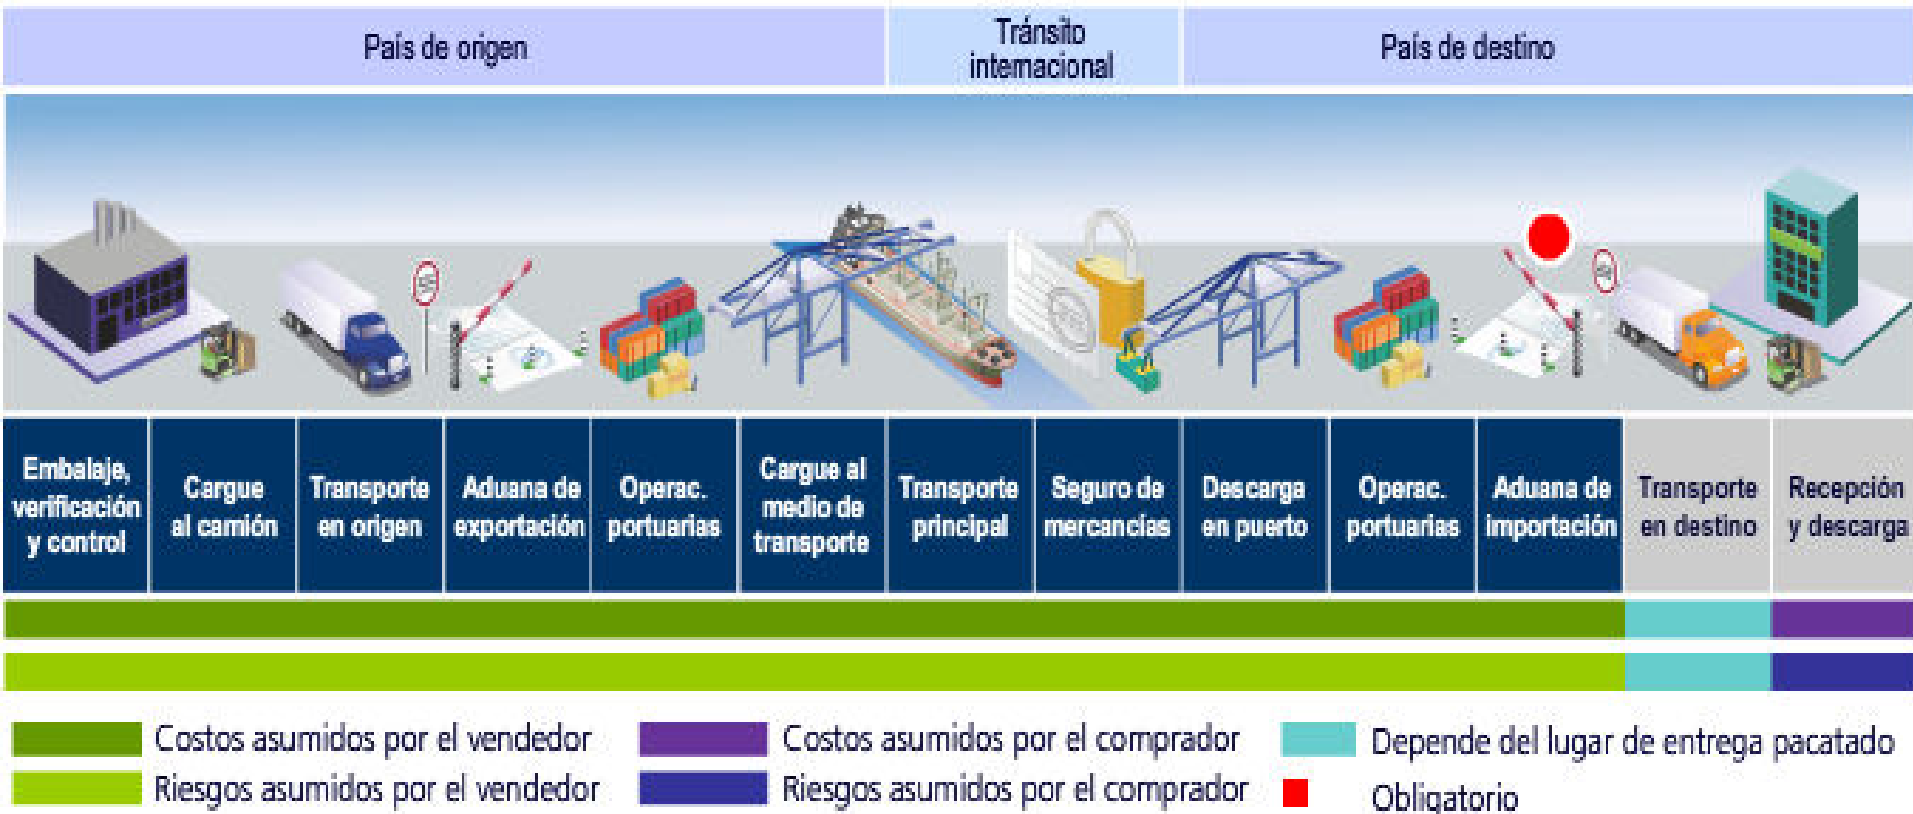 País de origen
Tránsito
internacional
País de destino
Embalaje,
verificación
y control
Cargue
al camión
Transporte
en origen
Aduana de
exportación
Operac.
portuarias
Cargue al
medio de
transporte
Transporte
principal
Seguro de
mercancías
Descarga
en puerto
Operac.
portuarias
Aduana de
importación
Transporte
en destino
Recepción
y descarga
Costos asumidos por el vendedor
Costos asumidos por el comprador
Depende del lugar de entrega pacatado
Riesgos asumidos por el vendedor
Riesgos asumidos por el comprador
Obligatorio